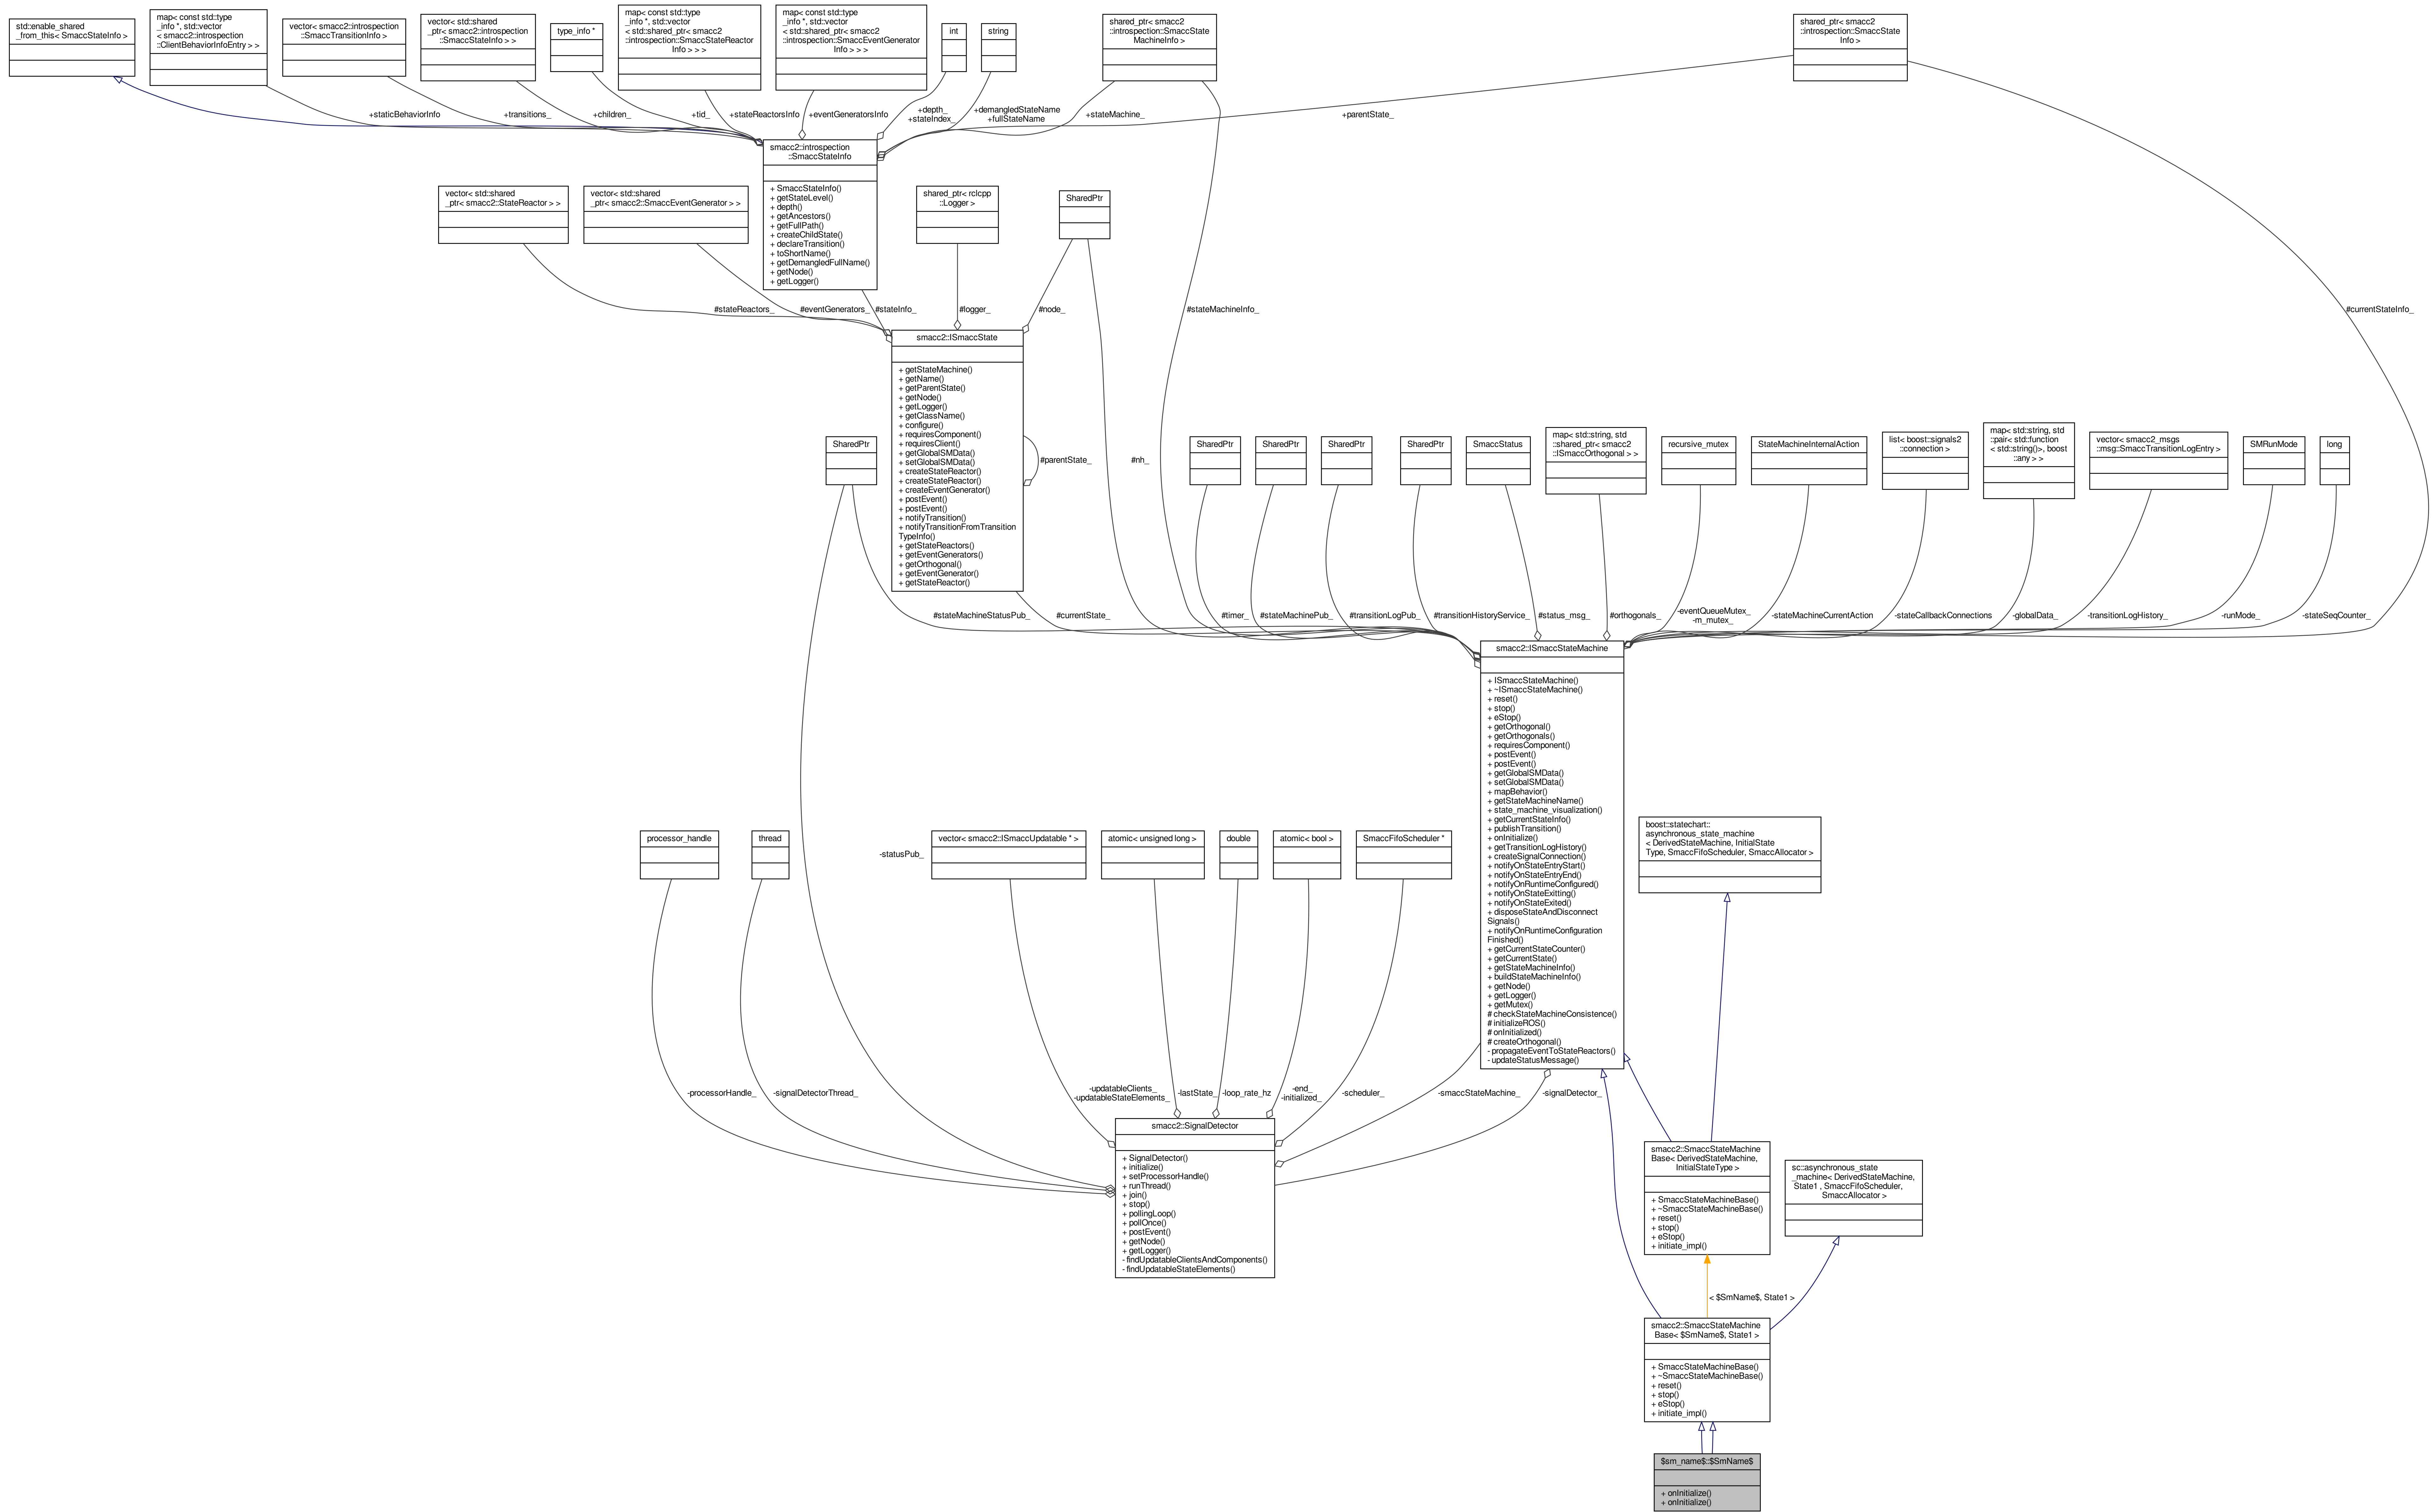 std::enable_shared
_from_this< SmaccStateInfo >
map< const std::type
_info *, std::vector
< smacc2::introspection
::ClientBehaviorInfoEntry > >
vector< smacc2::introspection
::SmaccTransitionInfo >
vector< std::shared
_ptr< smacc2::introspection
::SmaccStateInfo > >
type_info *
map< const std::type
_info *, std::vector
< std::shared_ptr< smacc2
::introspection::SmaccStateReactor
Info > > >
map< const std::type
_info *, std::vector
< std::shared_ptr< smacc2
::introspection::SmaccEventGenerator
Info > > >
int
string
shared_ptr< smacc2
::introspection::SmaccState
MachineInfo >
shared_ptr< smacc2
::introspection::SmaccState
Info >
+staticBehaviorInfo
+transitions_
+children_
+tid_
+stateReactorsInfo
+eventGeneratorsInfo
+depth_
+stateIndex_
+demangledStateName
+fullStateName
+stateMachine_
+parentState_
smacc2::introspection
::SmaccStateInfo
+ SmaccStateInfo()
+ getStateLevel()
+ depth()
+ getAncestors()
+ getFullPath()
+ createChildState()
+ declareTransition()
+ toShortName()
+ getDemangledFullName()
+ getNode()
+ getLogger()
vector< std::shared
_ptr< smacc2::StateReactor > >
vector< std::shared
_ptr< smacc2::SmaccEventGenerator > >
shared_ptr< rclcpp
::Logger >
SharedPtr
#stateReactors_
#eventGenerators_
#stateInfo_
#logger_
#node_
#stateMachineInfo_
#currentStateInfo_
smacc2::ISmaccState
+ getStateMachine()
+ getName()
+ getParentState()
+ getNode()
+ getLogger()
+ getClassName()
+ configure()
+ requiresComponent()
+ requiresClient()
+ getGlobalSMData()
+ setGlobalSMData()
+ createStateReactor()
+ createStateReactor()
+ createEventGenerator()
+ postEvent()
+ postEvent()
+ notifyTransition()
+ notifyTransitionFromTransition
TypeInfo()
+ getStateReactors()
+ getEventGenerators()
+ getOrthogonal()
+ getEventGenerator()
+ getStateReactor()
#parentState_
#nh_
SharedPtr
SharedPtr
SharedPtr
SharedPtr
SharedPtr
SmaccStatus
map< std::string, std
::shared_ptr< smacc2
::ISmaccOrthogonal > >
recursive_mutex
StateMachineInternalAction
list< boost::signals2
::connection >
map< std::string, std
::pair< std::function
< std::string()>, boost
::any > >
vector< smacc2_msgs
::msg::SmaccTransitionLogEntry >
SMRunMode
long
#stateMachineStatusPub_
#currentState_
#timer_
#stateMachinePub_
#transitionLogPub_
#transitionHistoryService_
#status_msg_
#orthogonals_
-eventQueueMutex_
-m_mutex_
-stateMachineCurrentAction
-stateCallbackConnections
-globalData_
-transitionLogHistory_
-runMode_
-stateSeqCounter_
smacc2::ISmaccStateMachine
+ ISmaccStateMachine()
+ ~ISmaccStateMachine()
+ reset()
+ stop()
+ eStop()
+ getOrthogonal()
+ getOrthogonals()
+ requiresComponent()
+ postEvent()
+ postEvent()
+ getGlobalSMData()
+ setGlobalSMData()
+ mapBehavior()
+ getStateMachineName()
+ state_machine_visualization()
+ getCurrentStateInfo()
+ publishTransition()
+ onInitialize()
+ getTransitionLogHistory()
+ createSignalConnection()
+ notifyOnStateEntryStart()
+ notifyOnStateEntryEnd()
+ notifyOnRuntimeConfigured()
+ notifyOnStateExitting()
+ notifyOnStateExited()
+ disposeStateAndDisconnect
Signals()
+ notifyOnRuntimeConfiguration
Finished()
+ getCurrentStateCounter()
+ getCurrentState()
+ getStateMachineInfo()
+ buildStateMachineInfo()
+ getNode()
+ getLogger()
+ getMutex()
# checkStateMachineConsistence()
# initializeROS()
# onInitialized()
# createOrthogonal()
- propagateEventToStateReactors()
- updateStatusMessage()
processor_handle
thread
-statusPub_
vector< smacc2::ISmaccUpdatable * >
atomic< unsigned long >
double
atomic< bool >
SmaccFifoScheduler *
boost::statechart::
asynchronous_state_machine
< DerivedStateMachine, InitialState
Type, SmaccFifoScheduler, SmaccAllocator >
-processorHandle_
-signalDetectorThread_
-updatableClients_
-updatableStateElements_
-lastState_
-loop_rate_hz
-end_
-initialized_
-scheduler_
-smaccStateMachine_
-signalDetector_
smacc2::SignalDetector
+ SignalDetector()
+ initialize()
+ setProcessorHandle()
+ runThread()
+ join()
+ stop()
+ pollingLoop()
+ pollOnce()
+ postEvent()
+ getNode()
+ getLogger()
- findUpdatableClientsAndComponents()
- findUpdatableStateElements()
smacc2::SmaccStateMachine
Base< DerivedStateMachine,
InitialStateType >
+ SmaccStateMachineBase()
+ ~SmaccStateMachineBase()
+ reset()
+ stop()
+ eStop()
+ initiate_impl()
sc::asynchronous_state
_machine< DerivedStateMachine,
State1 , SmaccFifoScheduler,
SmaccAllocator >
< $SmName$, State1 >
smacc2::SmaccStateMachine
Base< $SmName$, State1 >
+ SmaccStateMachineBase()
+ ~SmaccStateMachineBase()
+ reset()
+ stop()
+ eStop()
+ initiate_impl()
$sm_name$::$SmName$
+ onInitialize()
+ onInitialize()